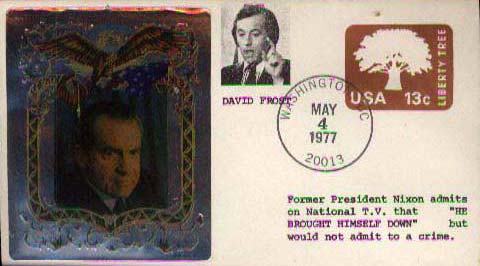 DAVID FROST
WASHINGTON, DC
MAY
4
1977
20013
USA 13c
LIBERTY TREE
Former President Nixon admits
on National T.V. that "HE
BROUGHT HIMSELF DOWN" but
would not admit to a crime.